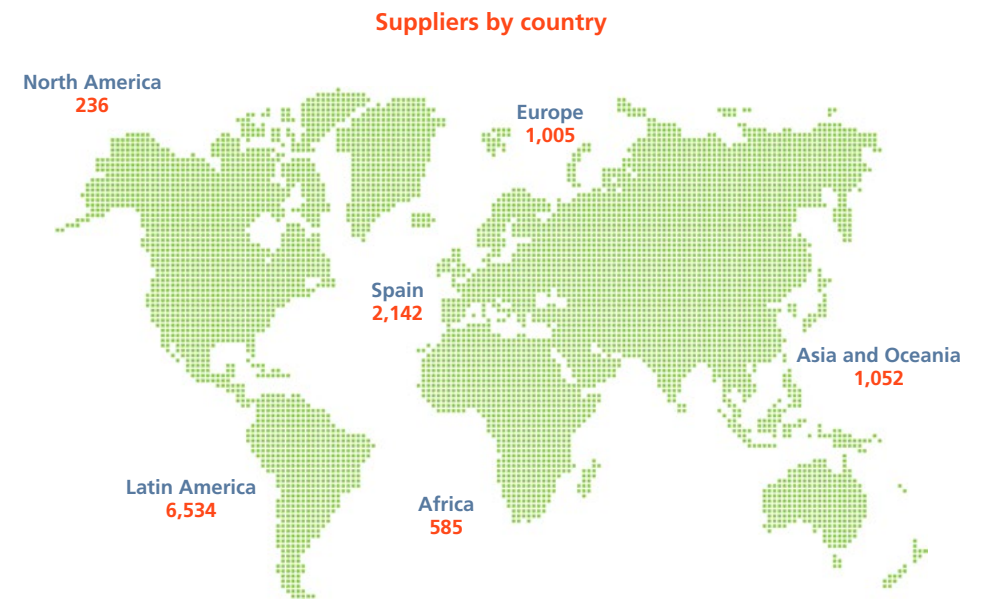 Suppliers by country
North America
236
Europe
1,005
Spain
2,142
Asia and Oceania
1,052
Latin America
6,534
Africa
585